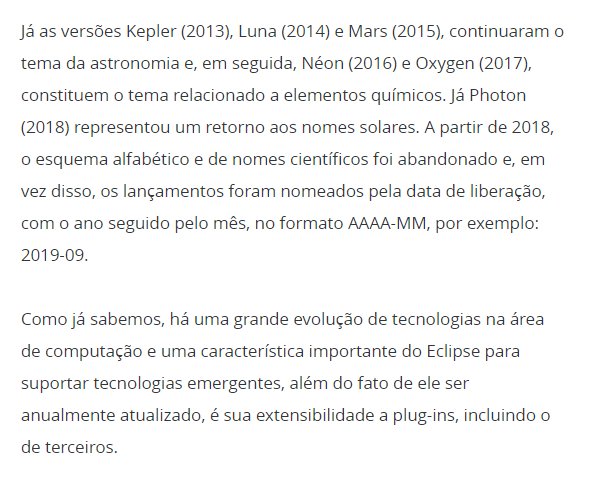 Já as versões Kepler (2013), Luna (2014) e Mars (2015), continuaram o
tema da astronomia e, em seguida, Néon (2016) e Oxygen (2017),
constituem o tema relacionado a elementos químicos. Já Photon
(2018) representou um retorno aos nomes solares. A partir de 2018,
o esquema alfabético e de nomes científicos foi abandonado e, em
vez disso, os lançamentos foram nomeados pela data de liberação,
com o ano seguido pelo mês, no formato AAAA-MM, por exemplo:
2019-09.
Como já sabemos, há uma grande evolução de tecnologias na área
de computação e uma característica importante do Eclipse para
suportar tecnologias emergentes, além do fato de ele ser
anualmente atualizado, é sua extensibilidade a plug-ins, incluindo o
de terceiros.